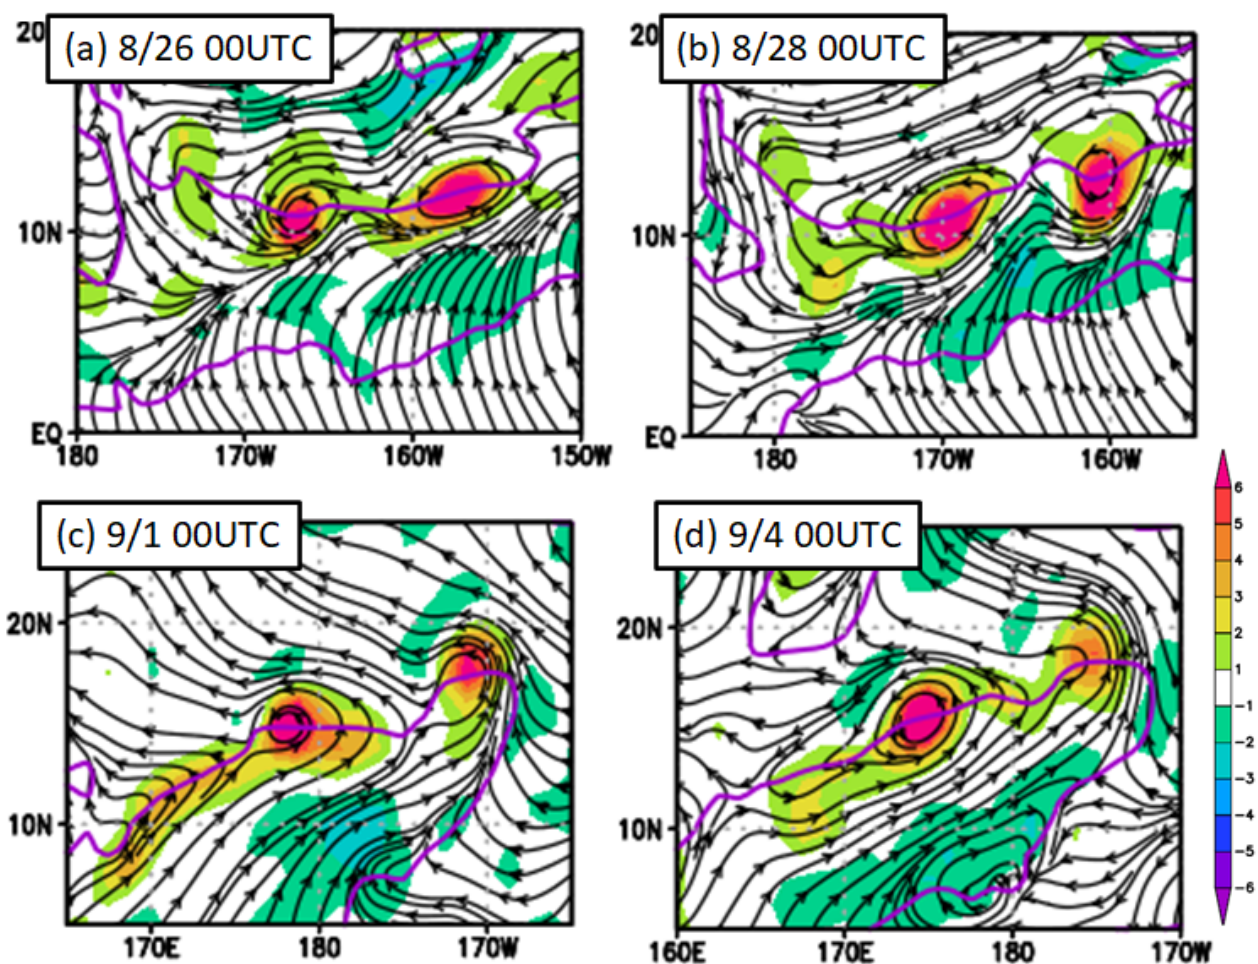 (a) 8/26 00UTC
20
10N
EQ
180 170W 160W 150W
(b) 8/28 00UTC
20
10N
EQ
180 170W 160W
(c) 9/1 00UTC
20N
10N
170E 180 170W
(d) 9/4 00UTC
20N
10N
160E 170E 180 170W
6
5
4
3
2
1
-1
-2
-3
-4
-5
-6